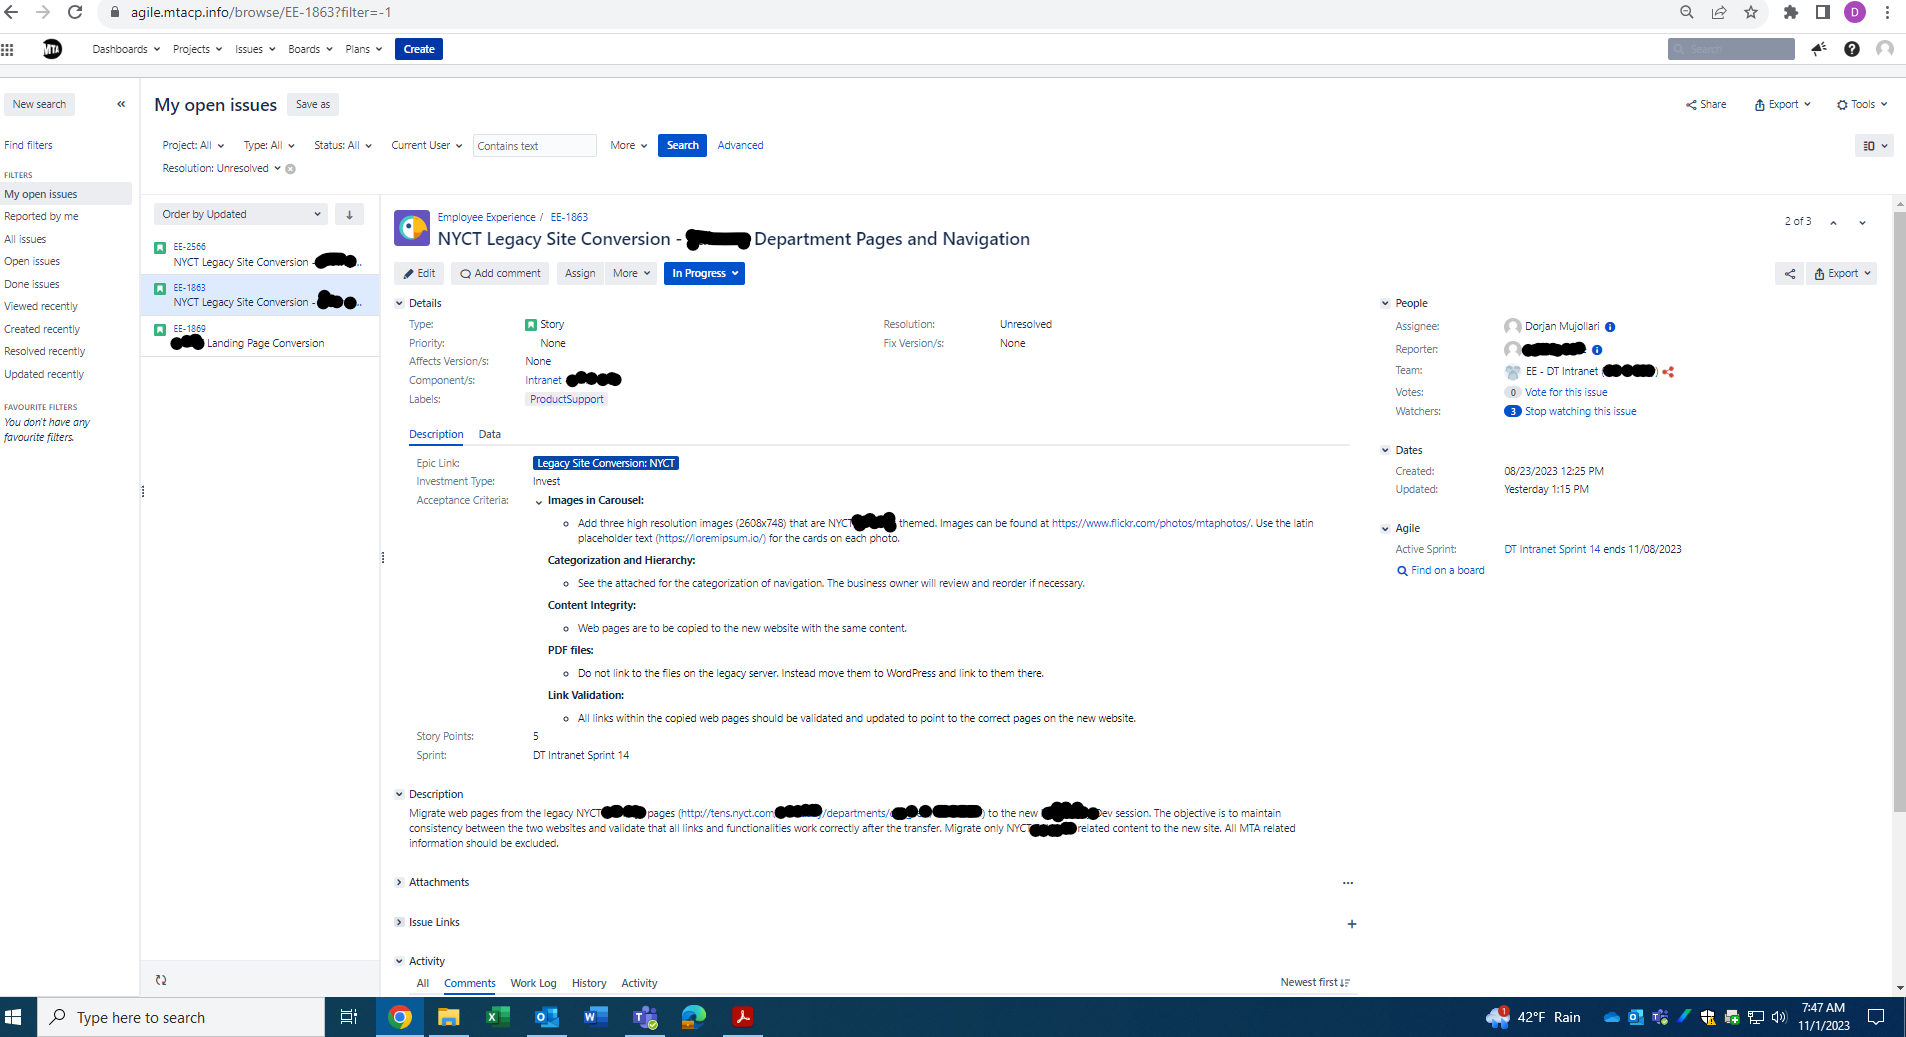 agile.mtacp.info/browse/EE-1863?filter=-1
D
MTA
Dashboards
Projects
Issues
Boards
Plans
Create
Search
New search
«
My open issues
Save as
Share
Export
Tools
Find filters
Project: All
Type: All
Status: All
Current User
Contains text
More
Search
Advanced
Resolution: Unresolved
FILTERS
My open issues
Reported by me
All issues
Open issues
Done issues
Viewed recently
Created recently
Resolved recently
Updated recently
FAVOURITE FILTERS
You don't have any
favourite filters.
Order by Updated
EE-2566
NYCT Legacy Site Conversion - ..
EE-1863
NYCT Legacy Site Conversion - ..
EE-1869
Landing Page Conversion
Employee Experience / EE-1863
NYCT Legacy Site Conversion - Department Pages and Navigation
2 of 3
Edit
Add comment
Assign
More
In Progress
Export
Details
Type: Story
Resolution: Unresolved
Priority: None
Fix Version/s: None
Affects Version/s: None
Component/s: Intranet
Labels: ProductSupport
Description
Data
Epic Link: Legacy Site Conversion: NYCT
Investment Type: Invest
Acceptance Criteria: Images in Carousel:
Add three high resolution images (2608x748) that are NYCT themed. Images can be found at https://www.flickr.com/photos/mtaphotos/. Use the latin
placeholder text (https://loremipsum.io/) for the cards on each photo.
Categorization and Hierarchy:
See the attached for the categorization of navigation. The business owner will review and reorder if necessary.
Content Integrity:
Web pages are to be copied to the new website with the same content.
PDF files:
Do not link to the files on the legacy server. Instead move them to WordPress and link to them there.
Link Validation:
All links within the copied web pages should be validated and updated to point to the correct pages on the new website.
Story Points: 5
Sprint: DT Intranet Sprint 14
Description
Migrate web pages from the legacy NYCT pages (http://tens.nyct.com /departments/ ) to the new Dev session. The objective is to maintain
consistency between the two websites and validate that all links and functionalities work correctly after the transfer. Migrate only NYCT related content to the new site. All MTA related
information should be excluded.
Attachments
Issue Links
Activity
All
Comments
Work Log
History
Activity
Newest first
People
Assignee: Dorjan Mujollari
Reporter:
Team: EE - DT Intranet ( )
Votes: 0 Vote for this issue
Watchers: 3 Stop watching this issue
Dates
Created: 08/23/2023 12:25 PM
Updated: Yesterday 1:15 PM
Agile
Active Sprint: DT Intranet Sprint 14 ends 11/08/2023
Find on a board
Type here to search
1
42°F Rain
7:47 AM
11/1/2023